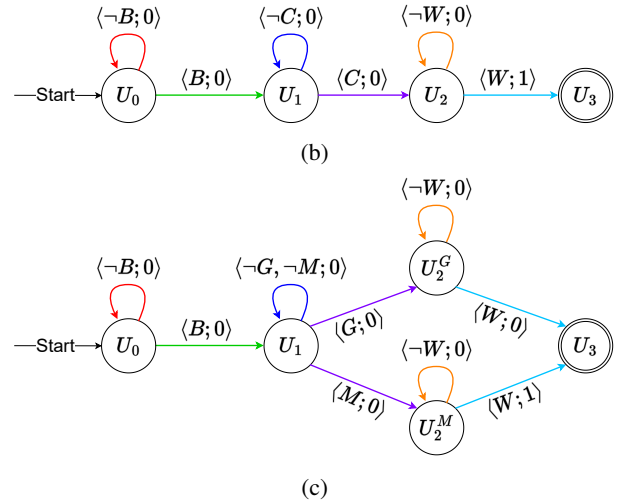 ⟨¬B; 0⟩ ⟨¬C; 0⟩ ⟨¬W; 0⟩
Start U₀ ⟨B; 0⟩ U₁ ⟨C; 0⟩ U₂ ⟨W; 1⟩ U₃
(b)
⟨¬W; 0⟩
⟨¬B; 0⟩ ⟨¬G, ¬M; 0⟩ U₂ᴳ
⟨G; 0⟩ ⟨W; 0⟩
Start U₀ ⟨B; 0⟩ U₁ ⟨¬W; 0⟩ U₃
⟨M; 0⟩ ⟨W; 1⟩
U₂ᴹ
(c)